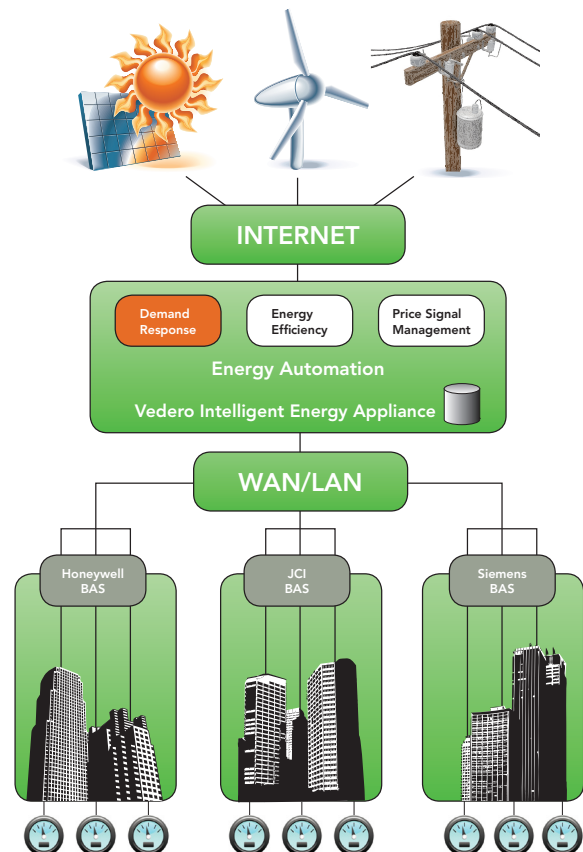 INTERNET
Demand
Response
Energy
Efficiency
Price Signal
Management
Energy Automation
Vedero Intelligent Energy Appliance
WAN/LAN
Honeywell
BAS
JCI
BAS
Siemens
BAS